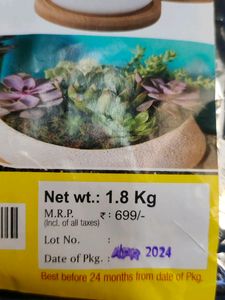 Net wt.: 1.8 Kg
M.R.P. ₹ : 699/-
(Incl. of all taxes)
Lot No. :
Date of Pkg. : APR 2024
Best before 24 months from date of Pkg.